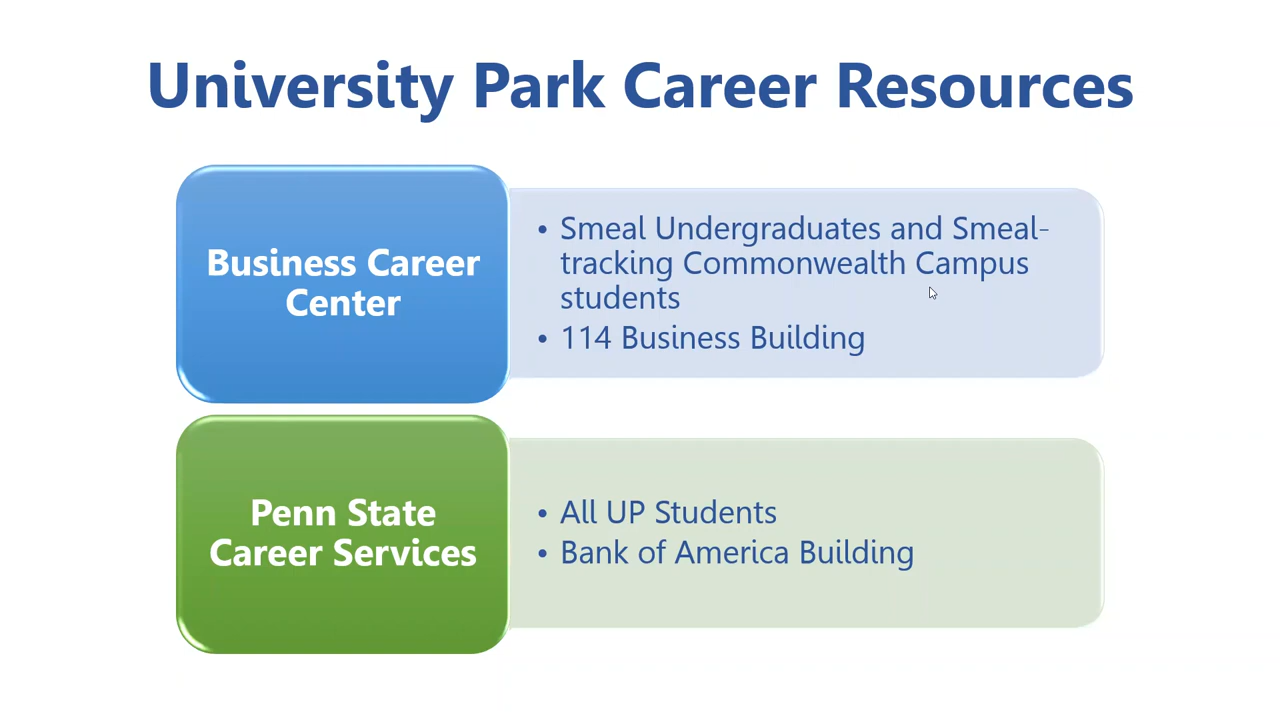 University Park Career Resources
Business Career
Center
• Smeal Undergraduates and Smeal-
tracking Commonwealth Campus
students
• 114 Business Building
Penn State
Career Services
• All UP Students
• Bank of America Building